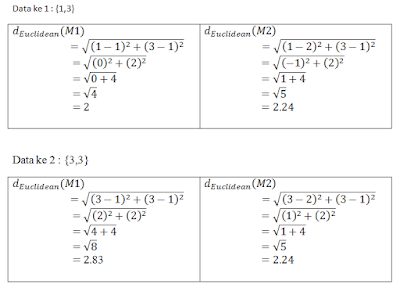 Data ke 1 : {1,3}
d_Euclidean(M1)
= √((1 − 1)² + (3 − 1)²)
= √((0)² + (2)²)
= √(0 + 4)
= √4
= 2
d_Euclidean(M2)
= √((1 − 2)² + (3 − 1)²)
= √((−1)² + (2)²)
= √(1 + 4)
= √5
= 2.24
Data ke 2 : {3,3}
d_Euclidean(M1)
= √((3 − 1)² + (3 − 1)²)
= √((2)² + (2)²)
= √(4 + 4)
= √8
= 2.83
d_Euclidean(M2)
= √((3 − 2)² + (3 − 1)²)
= √((1)² + (2)²)
= √(1 + 4)
= √5
= 2.24